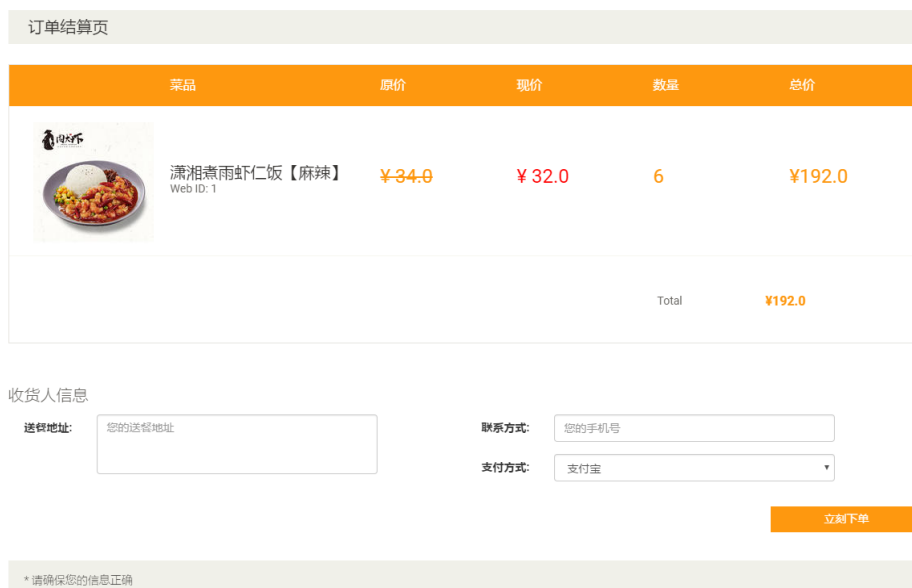 订单结算页
菜品 原价 现价 数量 总价
潇湘煮雨虾仁饭【麻辣】 ¥ 34.0 ¥ 32.0 6 ¥192.0
Web ID: 1
Total ¥192.0
收货人信息
送餐地址: 您的送餐地址 联系方式: 您的手机号
支付方式: 支付宝
立刻下单
* 请确保您的信息正确